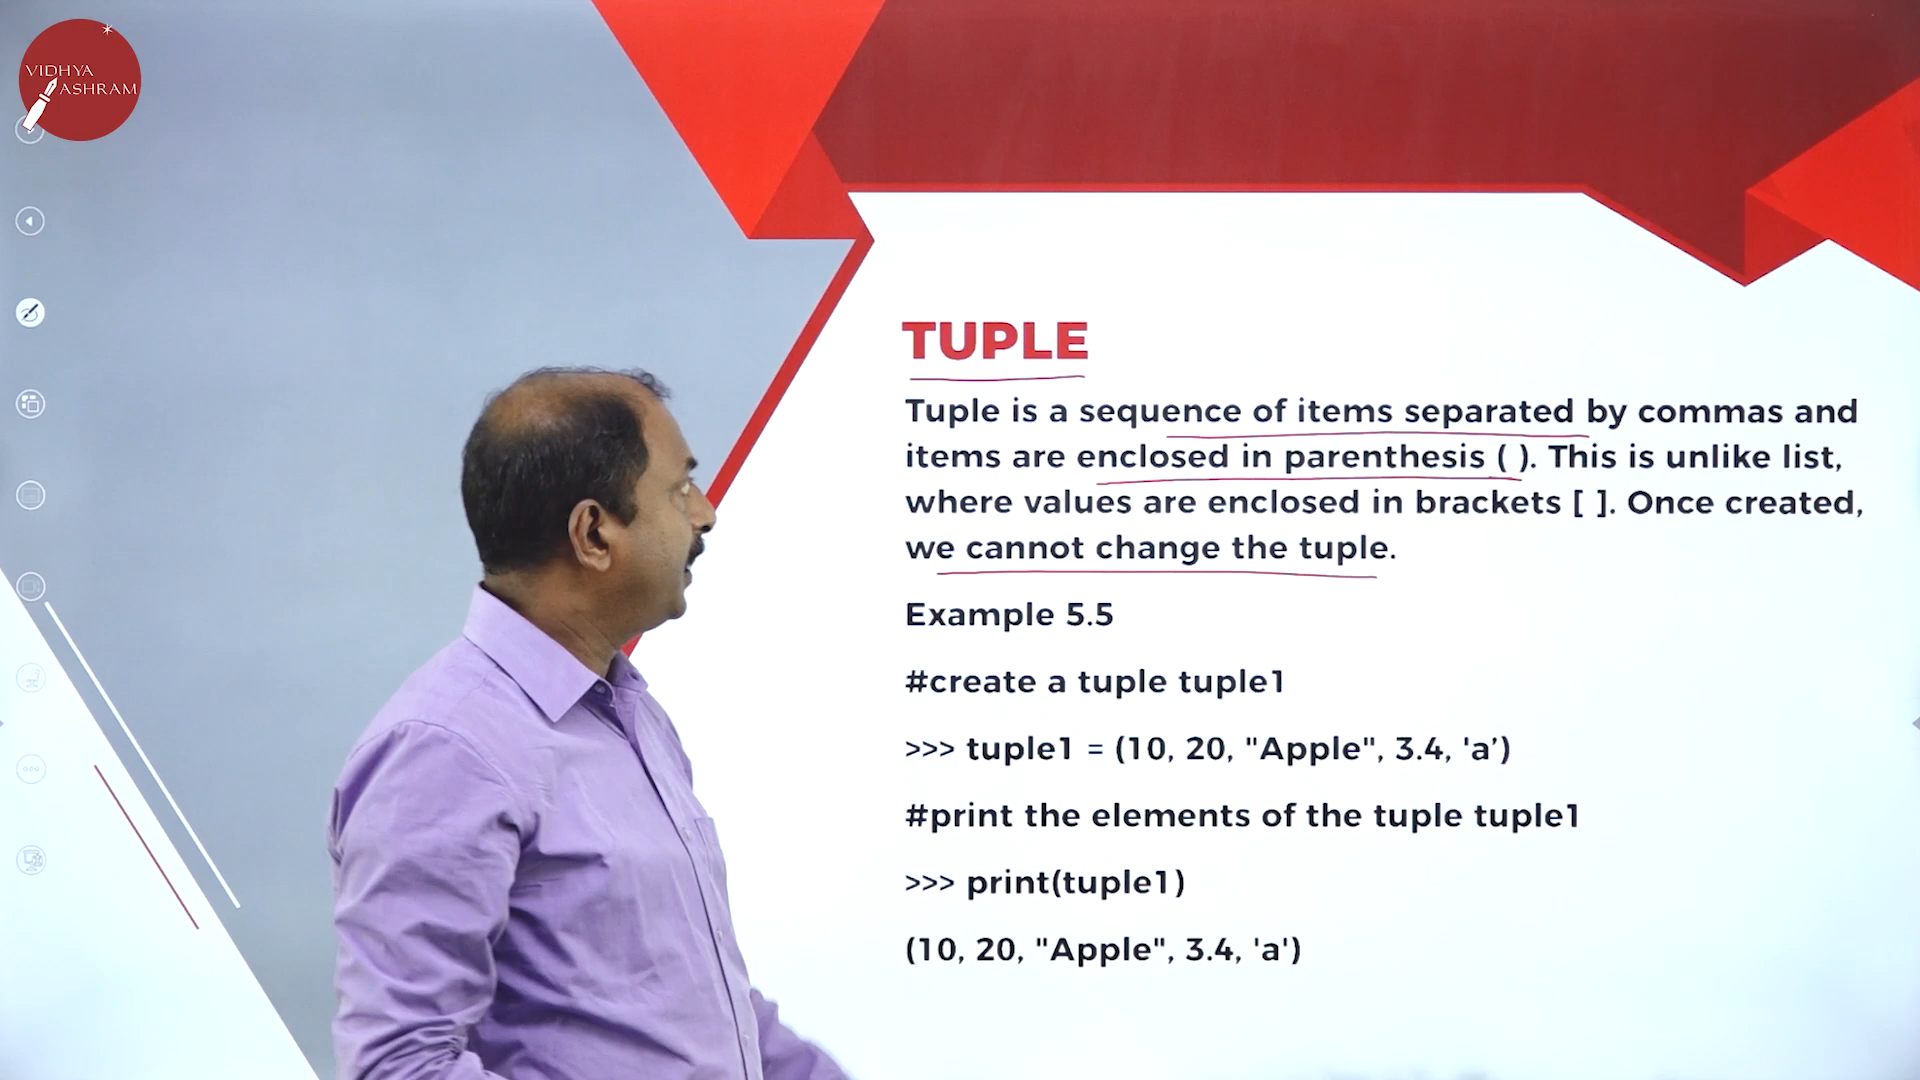 VIDHYA
ASHRAM
TUPLE
Tuple is a sequence of items separated by commas and
items are enclosed in parenthesis ( ). This is unlike list,
where values are enclosed in brackets [ ]. Once created,
we cannot change the tuple.
Example 5.5
#create a tuple tuple1
>>> tuple1 = (10, 20, "Apple", 3.4, 'a’)
#print the elements of the tuple tuple1
>>> print(tuple1)
(10, 20, "Apple", 3.4, 'a')